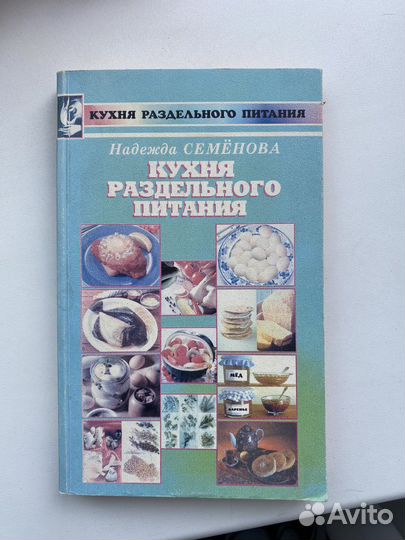 КУХНЯ РАЗДЕЛЬНОГО ПИТАНИЯ
Надежда СЕМЁНОВА
КУХНЯ
РАЗДЕЛЬНОГО
ПИТАНИЯ
МЁД
ВАРЕНЬЕ
Avito